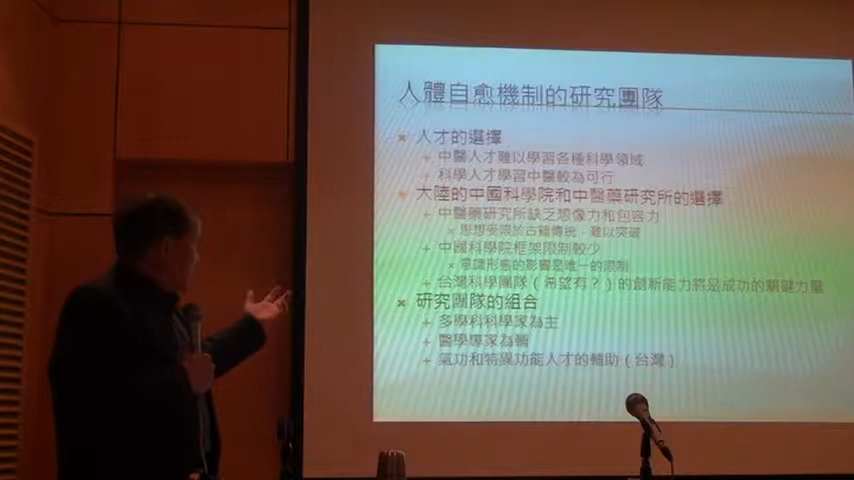 人體自愈機制的研究團隊
人才的選擇
中醫人才難以學習各種科學領域
科學人才學習中醫較為可行
大陸的中國科學院和中醫藥研究所的選擇
中醫藥研究所缺乏想像力和包容力
思想受限於古籍傳統，難以突破
中國科學院框架限制較少
意識形態的影響是唯一的限制
台灣科學團隊（希望有？）的創新能力將是成功的關鍵力量
研究團隊的組合
多學科科學家為主
醫學專家為輔
氣功和特異功能人才的輔助（台灣）